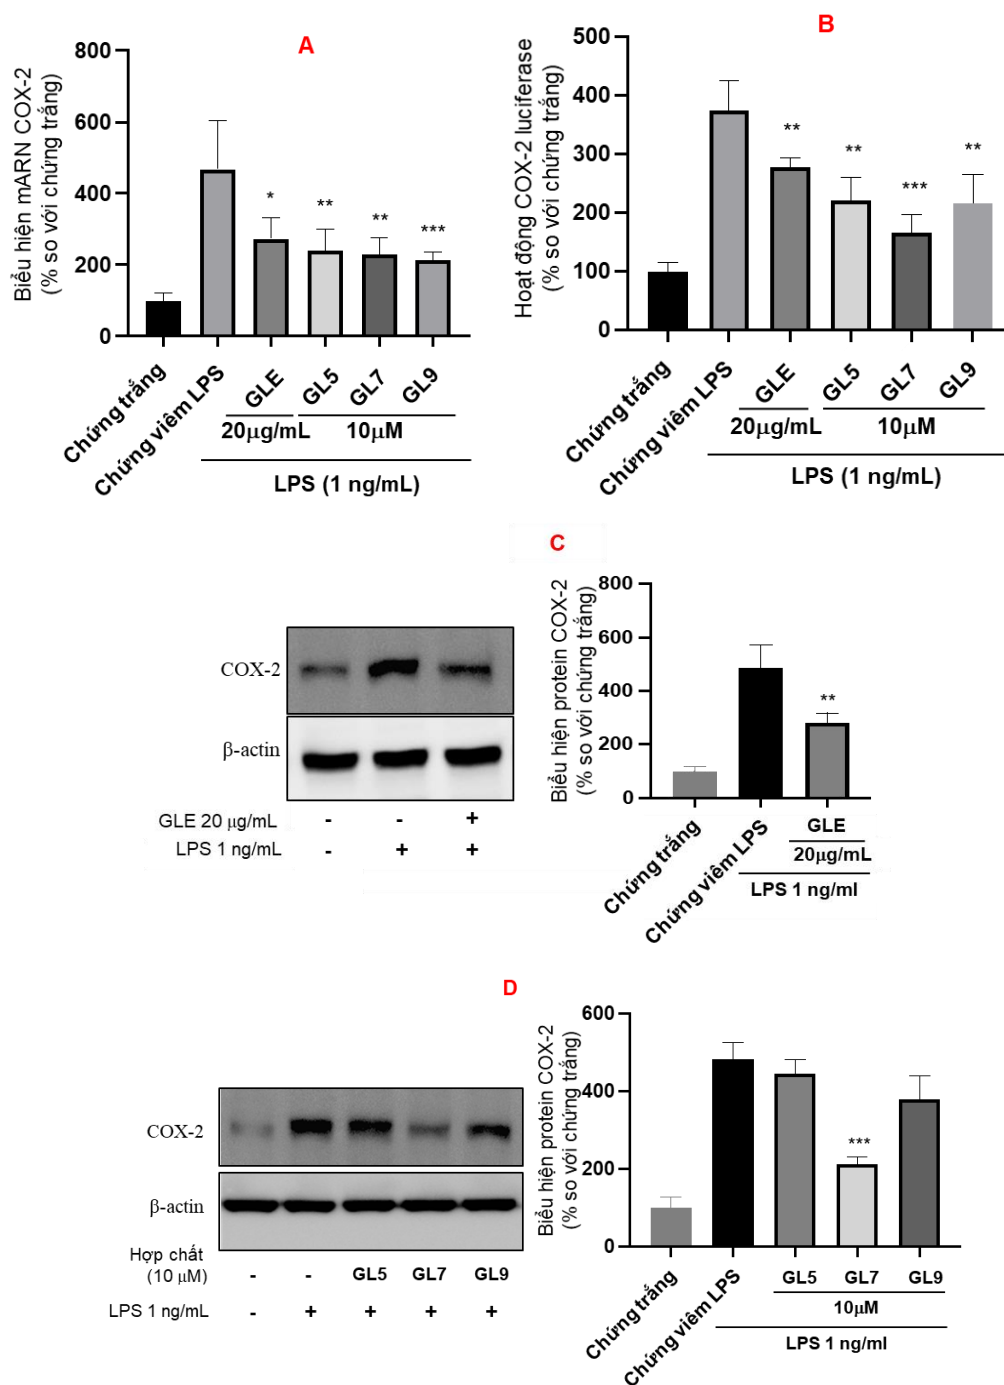 A
Biểu hiện mARN COX-2
(% so với chứng trắng)
800
600
400
200
0
*
**
**
***
Chứng trắng
Chứng viêm LPS
GLE
GL5
GL7
GL9
20µg/mL
10µM
LPS (1 ng/mL)
B
Hoạt động COX-2 luciferase
(% so với chứng trắng)
500
400
300
200
100
0
**
**
***
**
Chứng trắng
Chứng viêm LPS
GLE
GL5
GL7
GL9
20µg/mL
10µM
LPS (1 ng/mL)
C
COX-2
β-actin
GLE 20 µg/mL - - +
LPS 1 ng/mL - + +
Biểu hiện protein COX-2
(% so với chứng trắng)
800
600
400
200
0
**
Chứng trắng
Chứng viêm LPS
GLE
20µg/mL
LPS 1 ng/ml
D
COX-2
β-actin
Hợp chất
(10 µM) - - GL5 GL7 GL9
LPS 1 ng/mL - + + + +
Biểu hiện protein COX-2
(% so với chứng trắng)
600
400
200
0
***
Chứng trắng
Chứng viêm LPS
GL5
GL7
GL9
10µM
LPS 1 ng/ml